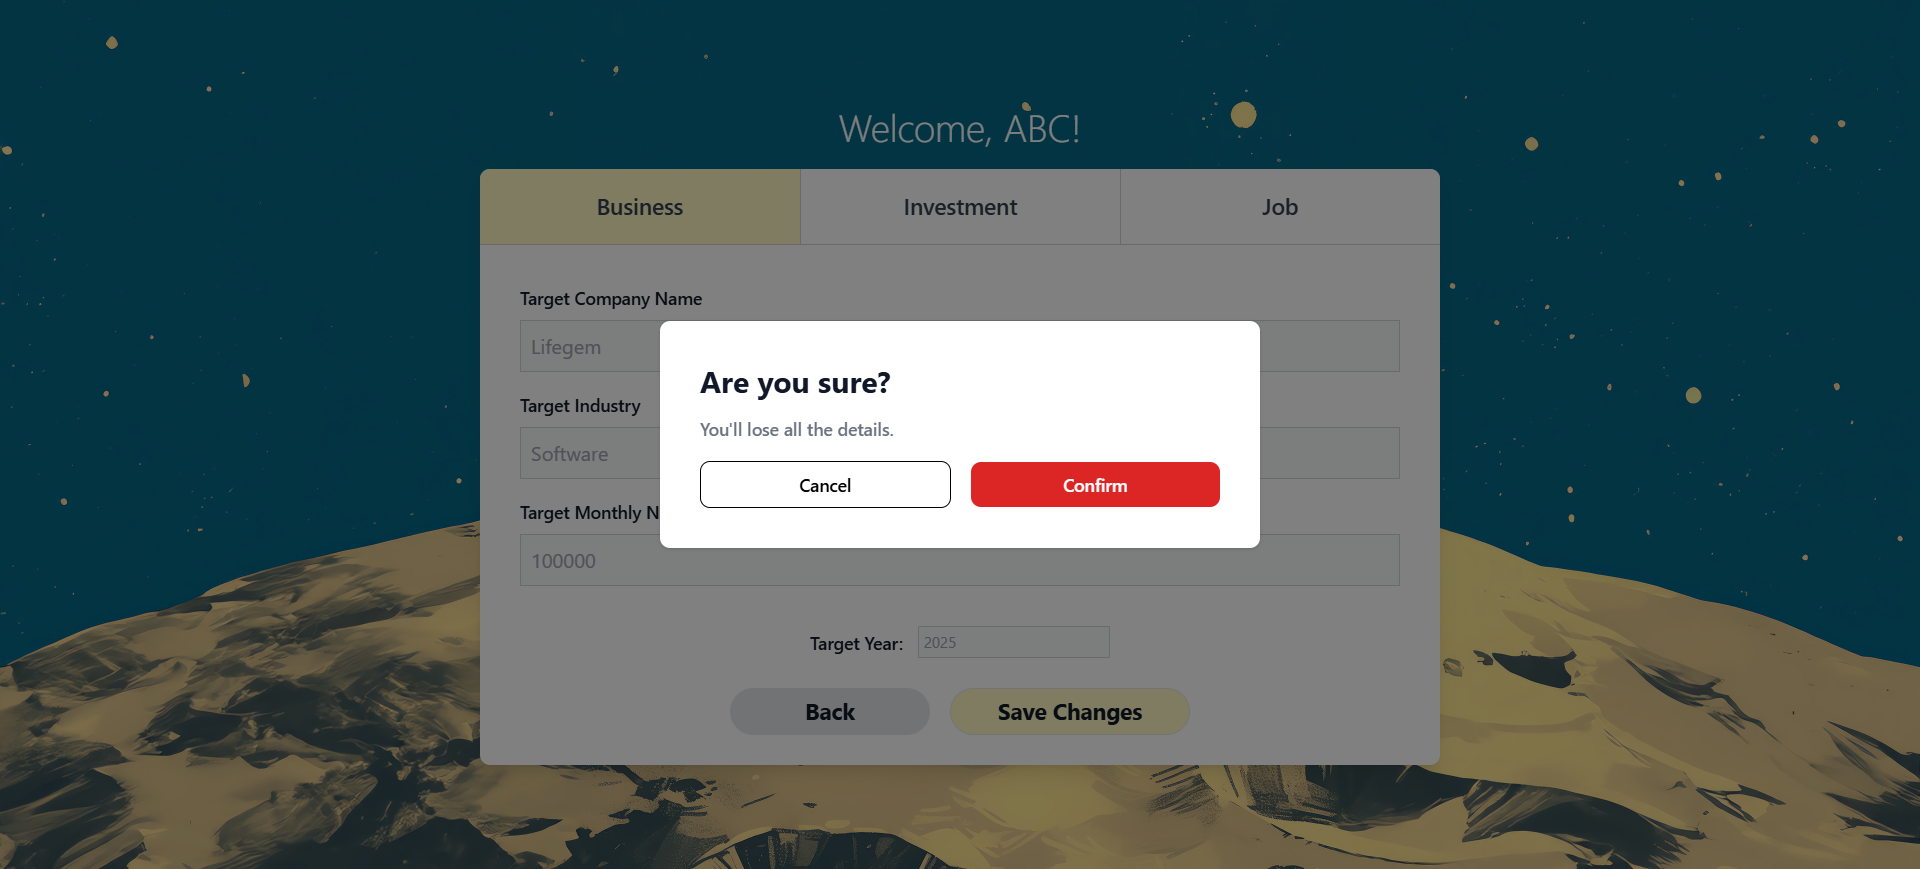 Welcome, ABC!
Business
Investment
Job
Target Company Name
Lifegem
Target Industry
Software
Target Monthly N
100000
Are you sure?
You'll lose all the details.
Cancel
Confirm
Target Year:
2025
Back
Save Changes